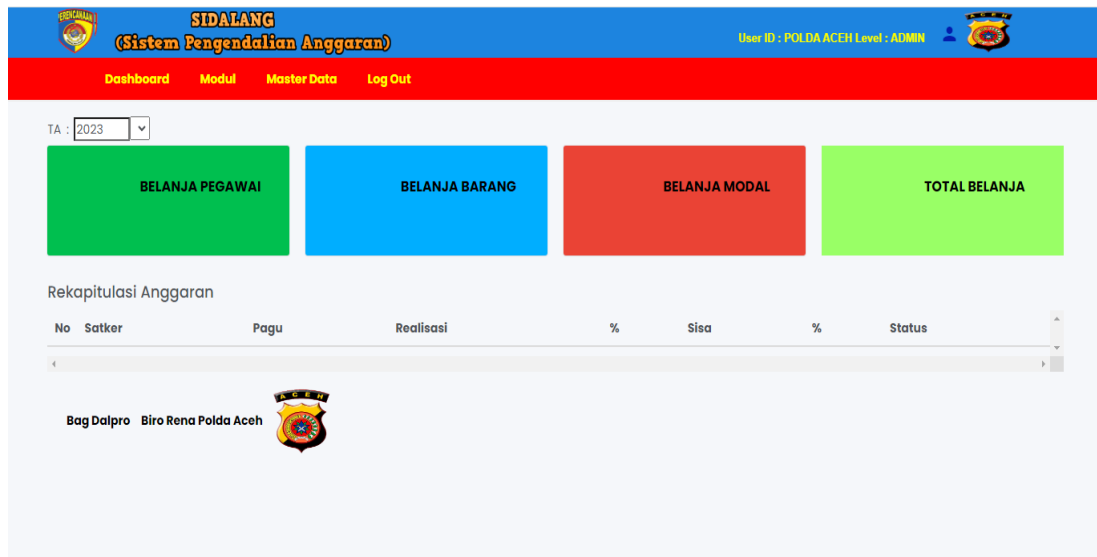 SIDALANG
(Sistem Pengendalian Anggaran)
User ID : POLDA ACEH Level : ADMIN
ACEH
Dashboard Modul Master Data Log Out
TA : 2023
BELANJA PEGAWAI BELANJA BARANG BELANJA MODAL TOTAL BELANJA
Rekapitulasi Anggaran
No Satker Pagu Realisasi % Sisa % Status
ACEH
Bag Dalpro Biro Rena Polda Aceh